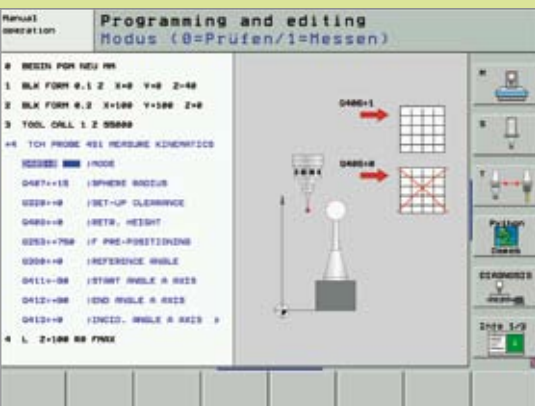 Manual operation
Programming and editing
Modus (0=Prüfen/1=Messen)
0 BEGIN PGM NEU MM
1 BLK FORM 0.1 Z X+0 Y+0 Z-40
2 BLK FORM 0.2 X+100 Y+100 Z+0
3 TOOL CALL 1 Z S5000
*4 TCH PROBE 451 MEASURE KINEMATICS
;MODE
Q407=+15 ;SPHERE RADIUS
Q320=+0 ;SET-UP CLEARANCE
Q408=+0 ;RETR. HEIGHT
Q253=+750 ;F PRE-POSITIONING
Q380=+0 ;REFERENCE ANGLE
Q411=-90 ;START ANGLE A AXIS
Q412=+90 ;END ANGLE A AXIS
Q413=+0 ;INCID. ANGLE A AXIS
4 L Z+100 R0 FMAX
Q406=1
Q406=0
M
S
T
Python
Demos
DIAGNOSIS
Info 1/3